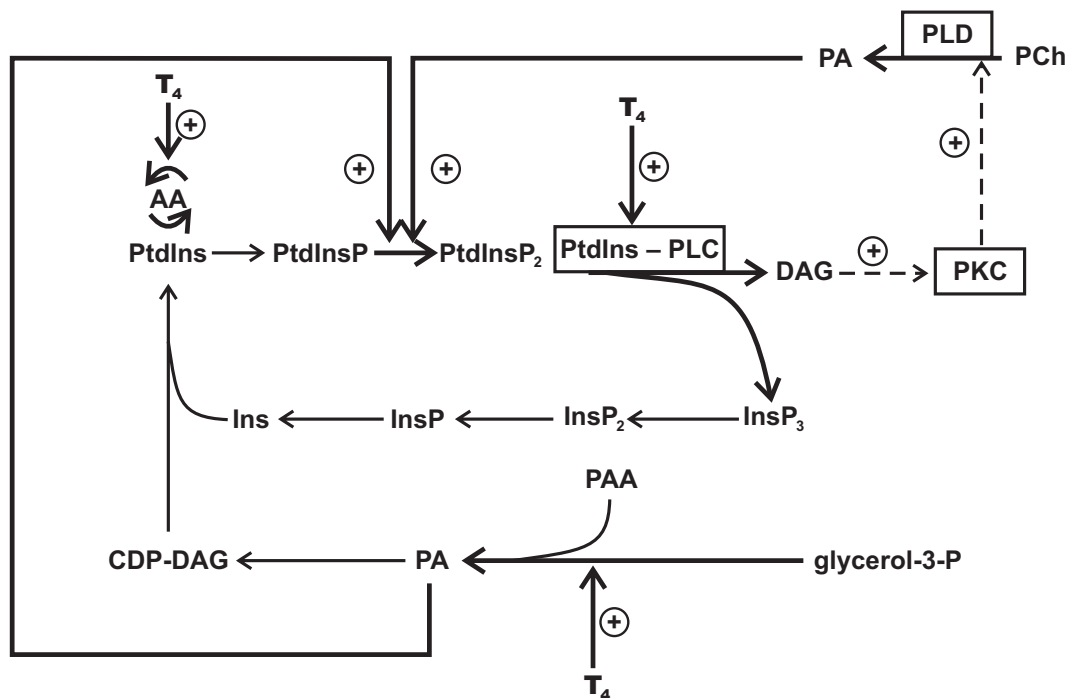 PLD
PA
PCh
T₄
+
T₄
+
+
+
+
AA
PtdIns
PtdInsP
PtdInsP₂
PtdIns – PLC
DAG
+
PKC
Ins
InsP
InsP₂
InsP₃
PAA
CDP-DAG
PA
glycerol-3-P
+
T₄